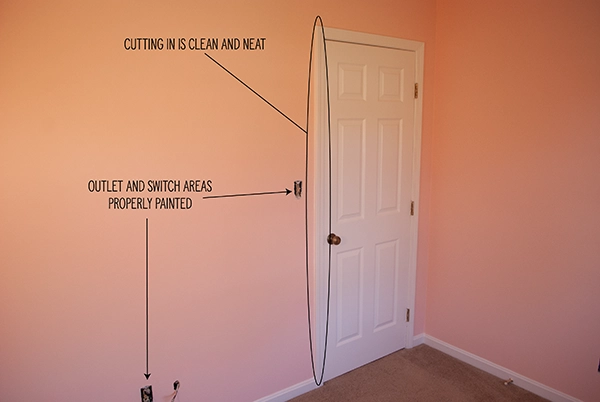 CUTTING IN IS CLEAN AND NEAT
OUTLET AND SWITCH AREAS
PROPERLY PAINTED